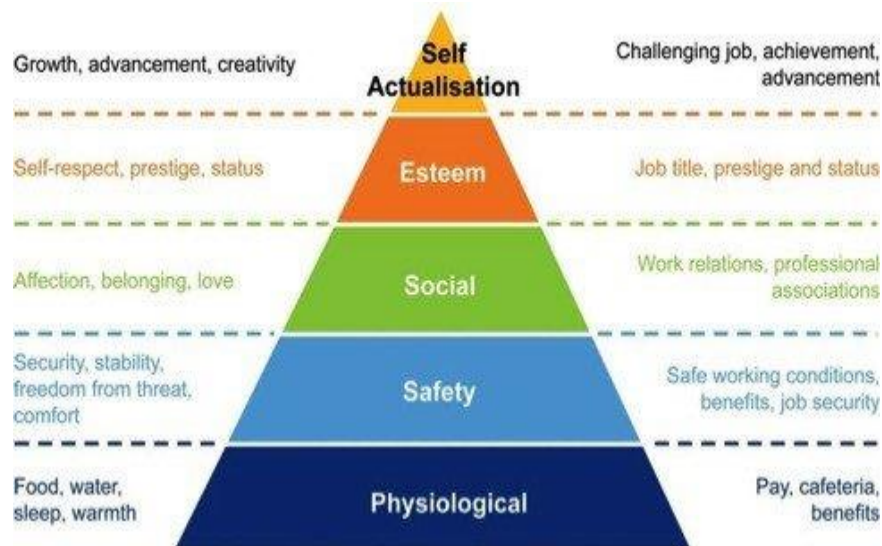 Growth, advancement, creativity
Self
Actualisation
Challenging job, achievement,
advancement
Self-respect, prestige, status
Esteem
Job title, prestige and status
Affection, belonging, love
Social
Work relations, professional
associations
Security, stability,
freedom from threat,
comfort
Safety
Safe working conditions,
benefits, job security
Food, water,
sleep, warmth
Physiological
Pay, cafeteria,
benefits